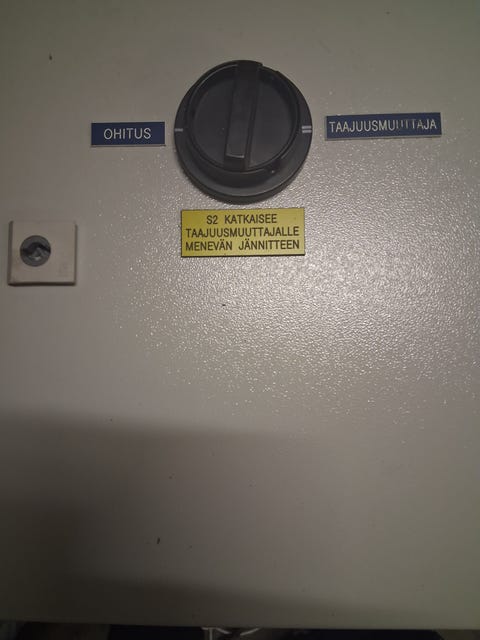 OHITUS
TAAJUUSMUUTTAJA
S2 KATKAISEE
TAAJUUSMUUTTAJALLE
MENEVÄN JÄNNITTEEN